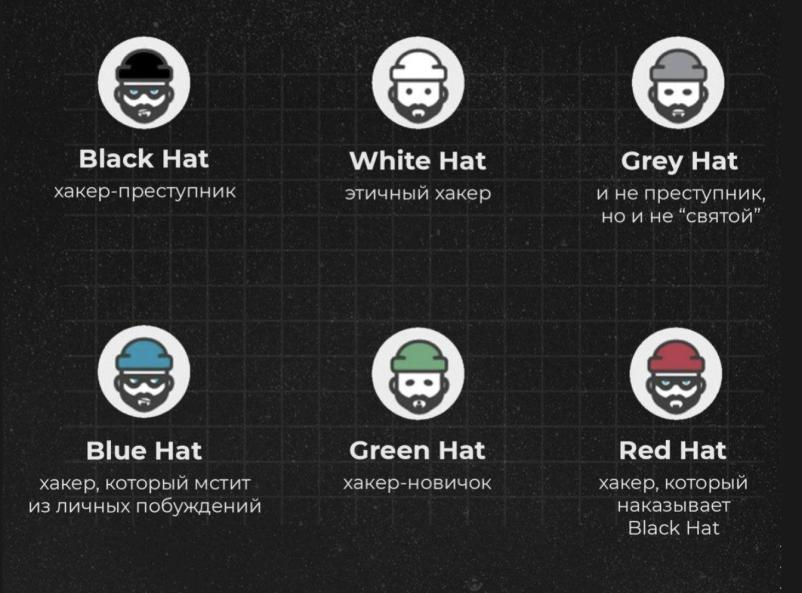 Black Hat
хакер-преступник
White Hat
этичный хакер
Grey Hat
и не преступник,
но и не “святой”
Blue Hat
хакер, который мстит
из личных побуждений
Green Hat
хакер-новичок
Red Hat
хакер, который
наказывает
Black Hat